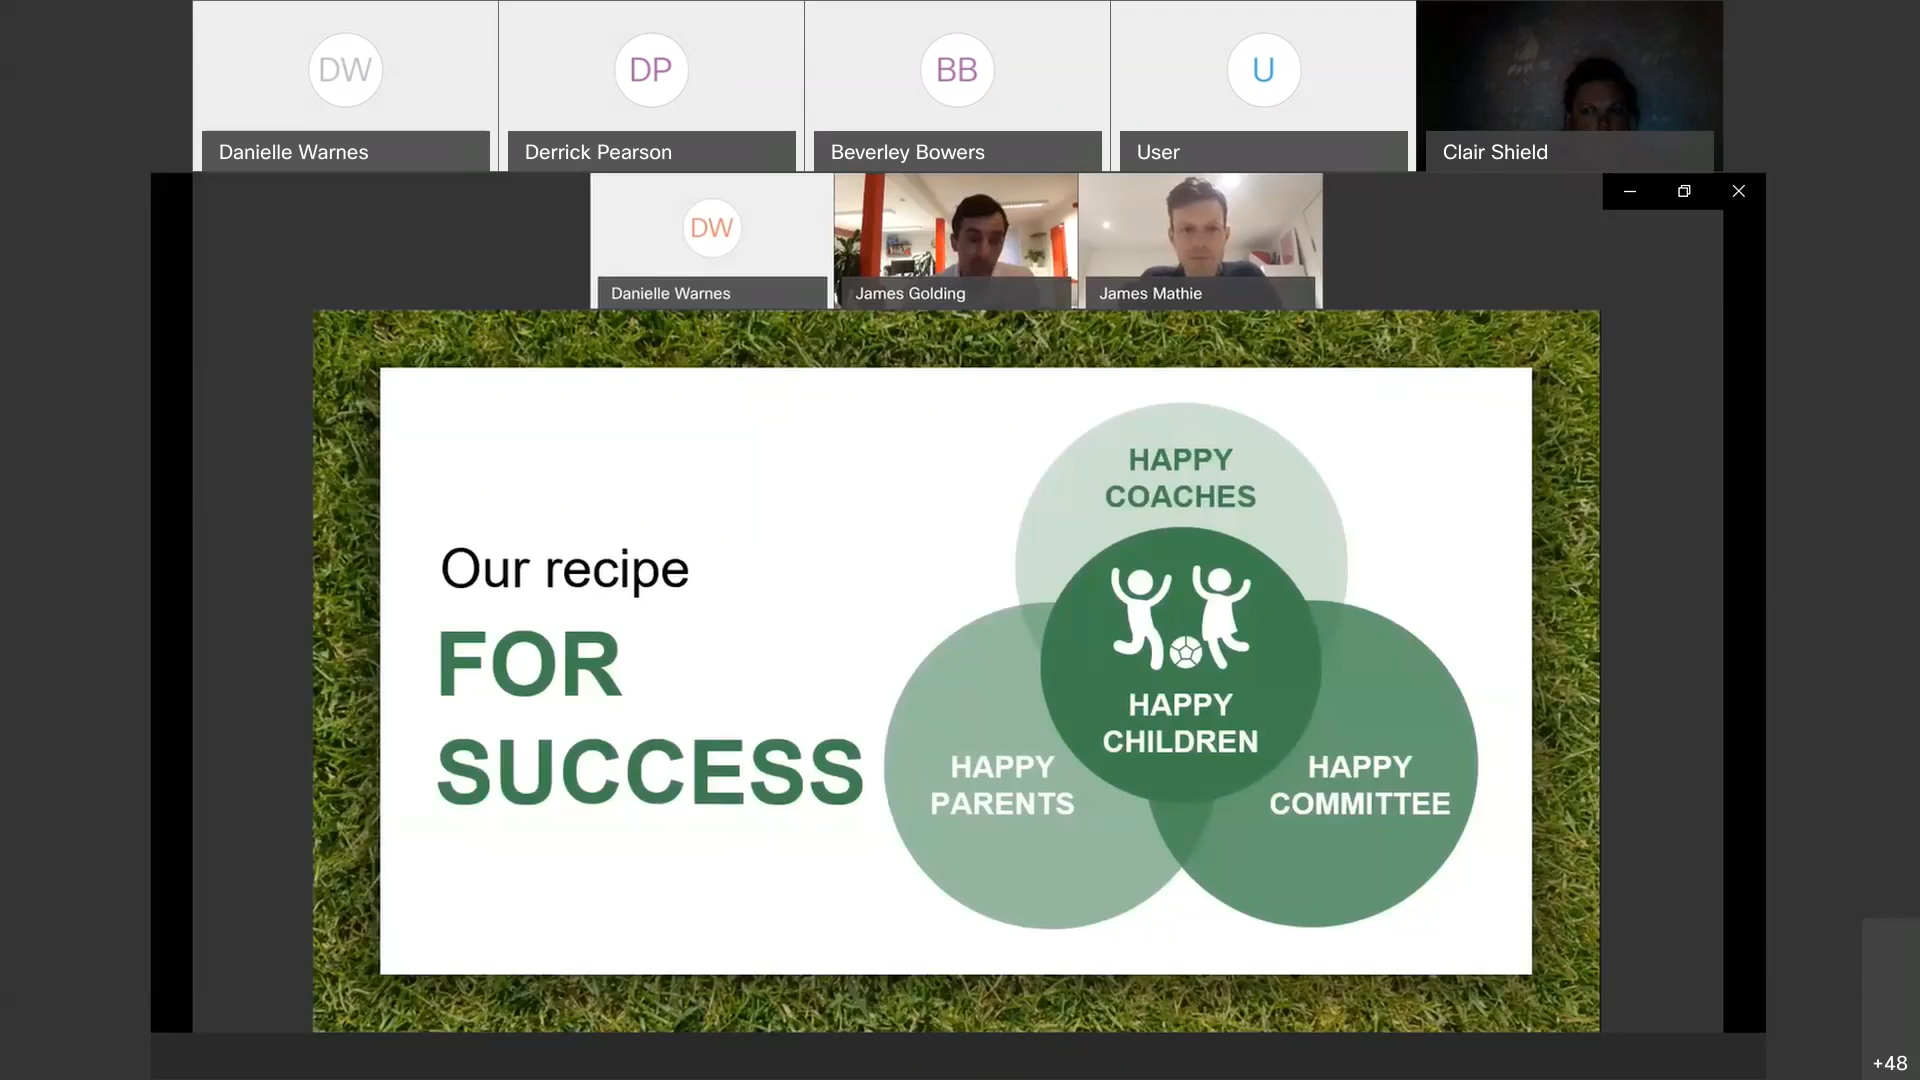 DW
DP
BB
U
Danielle Warnes
Derrick Pearson
Beverley Bowers
User
Clair Shield
DW
Danielle Warnes
James Golding
James Mathie
Our recipe
FOR
SUCCESS
HAPPY
COACHES
HAPPY
CHILDREN
HAPPY
PARENTS
HAPPY
COMMITTEE
+48